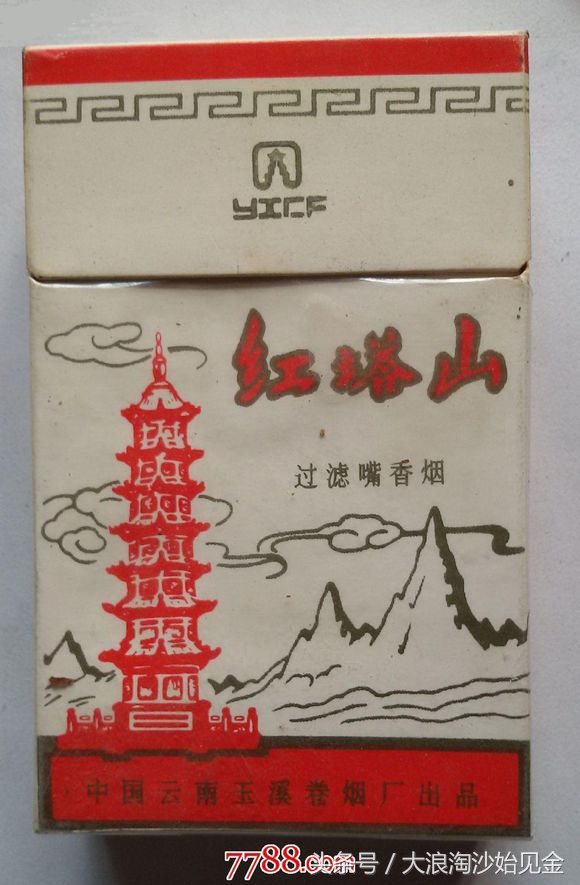 YXCF
红塔山
过滤嘴香烟
中国云南玉溪卷烟厂出品
7788.com
头条号／大浪淘沙始见金